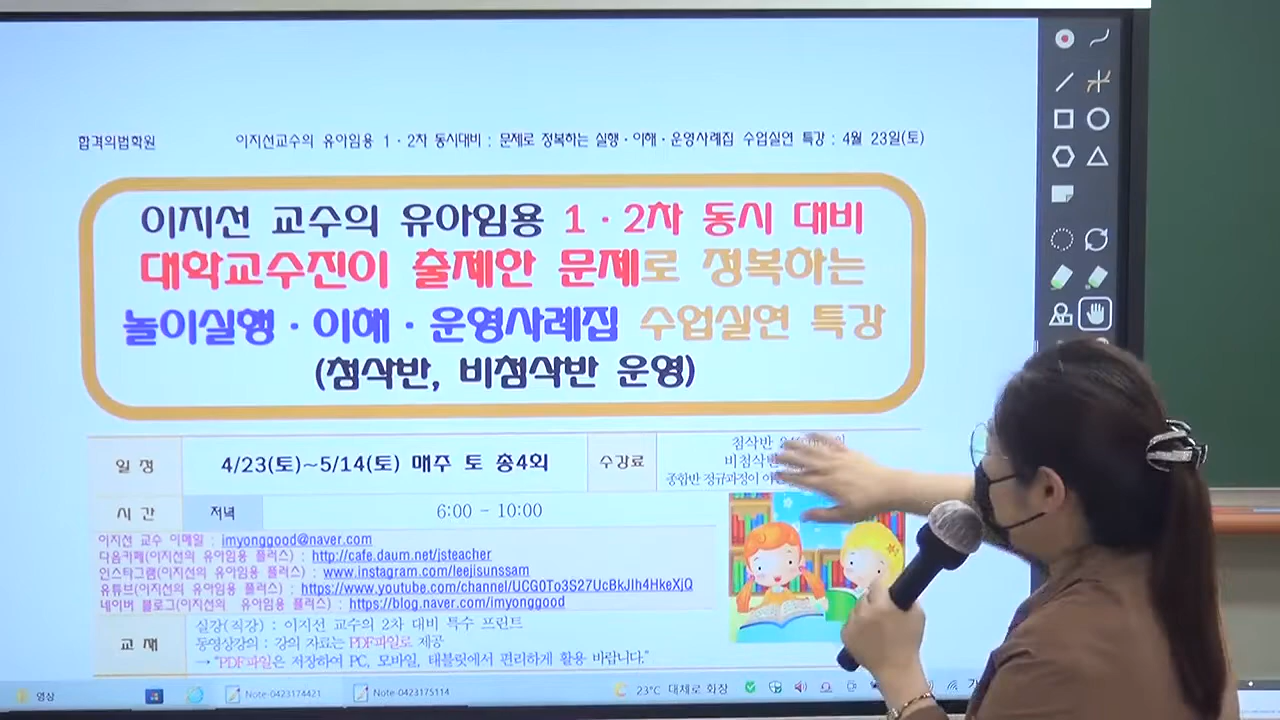 합격의법학원 이지선교수의 유아임용 1 · 2차 동시대비 : 문제로 정복하는 실행 · 이해 · 운영사례집 수업실연 특강 : 4월 23일(토)
이지선 교수의 유아임용 1 · 2차 동시 대비
대학교수진이 출제한 문제로 정복하는
놀이실행 · 이해 · 운영사례집 수업실연 특강
(첨삭반, 비첨삭반 운영)
일 정 4/23(토)~5/14(토) 매주 토 총4회 수강료
첨삭반
비첨삭반
종합반 정규과정이
시 간 저녁 6:00 - 10:00
이지선 교수 이메일 : imyonggood@naver.com
다음카페(이지선의 유아임용 플러스) : http://cafe.daum.net/jsteacher
인스타그램(이지선의 유아임용 플러스) : www.instagram.com/leejisunssam
유튜브(이지선의 유아임용 플러스) : https://www.youtube.com/channel/UCG0To3S27UcBkJIh4HkeXjQ
네이버 블로그(이지선의 유아임용 플러스) : https://blog.naver.com/imyonggood
교 재 실강(직강) : 이지선 교수의 2차 대비 특수 프린트
동영상강의 : 강의 자료는 PDF파일로 제공
→ "PDF파일은 저장하여 PC, 모바일, 태블릿에서 편리하게 활용 바랍니다."
영상 Note-0423174421 Note-0423175114 23°C 대체로 화창